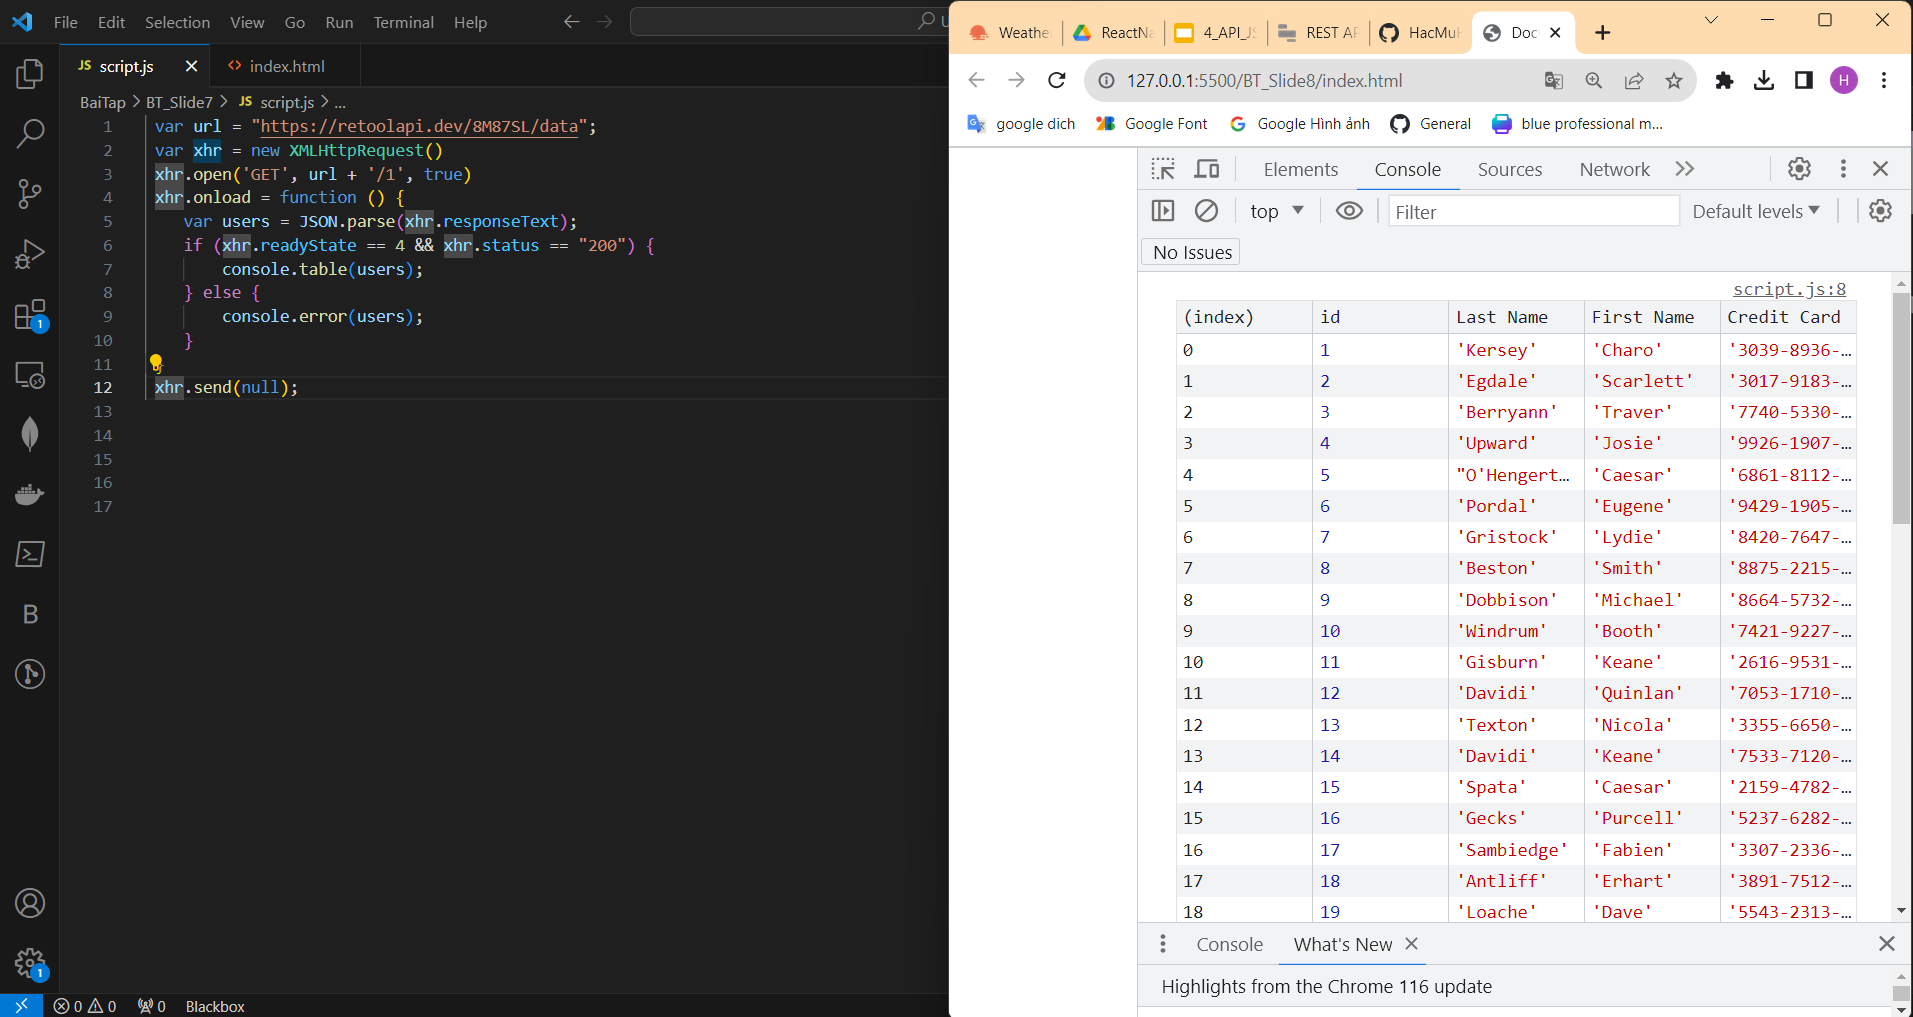 File Edit Selection View Go Run Terminal Help
JS script.js
<> index.html
BaiTap > BT_Slide7 > JS script.js > ...
1 var url = "https://retoolapi.dev/8M87SL/data";
2 var xhr = new XMLHttpRequest()
3 xhr.open('GET', url + '/1', true)
4 xhr.onload = function () {
5 var users = JSON.parse(xhr.responseText);
6 if (xhr.readyState == 4 && xhr.status == "200") {
7 console.table(users);
8 } else {
9 console.error(users);
10 }
11 }
12 xhr.send(null);
13
14
15
16
17
1
B
1
0 0 0 Blackbox
Weather ReactNa 4_API_JS REST AP HacMuH Doc
127.0.0.1:5500/BT_Slide8/index.html H
google dich Google Font Google Hình ảnh General blue professional m...
Elements Console Sources Network
top Filter Default levels
No Issues
script.js:8
(index) id Last Name First Name Credit Card
0 1 'Kersey' 'Charo' '3039-8936-…
1 2 'Egdale' 'Scarlett' '3017-9183-…
2 3 'Berryann' 'Traver' '7740-5330-…
3 4 'Upward' 'Josie' '9926-1907-…
4 5 "O'Hengert… 'Caesar' '6861-8112-…
5 6 'Pordal' 'Eugene' '9429-1905-…
6 7 'Gristock' 'Lydie' '8420-7647-…
7 8 'Beston' 'Smith' '8875-2215-…
8 9 'Dobbison' 'Michael' '8664-5732-…
9 10 'Windrum' 'Booth' '7421-9227-…
10 11 'Gisburn' 'Keane' '2616-9531-…
11 12 'Davidi' 'Quinlan' '7053-1710-…
12 13 'Texton' 'Nicola' '3355-6650-…
13 14 'Davidi' 'Keane' '7533-7120-…
14 15 'Spata' 'Caesar' '2159-4782-…
15 16 'Gecks' 'Purcell' '5237-6282-…
16 17 'Sambiedge' 'Fabien' '3307-2336-…
17 18 'Antliff' 'Erhart' '3891-7512-…
18 19 'Loache' 'Dave' '5543-2313-…
Console What's New
Highlights from the Chrome 116 update